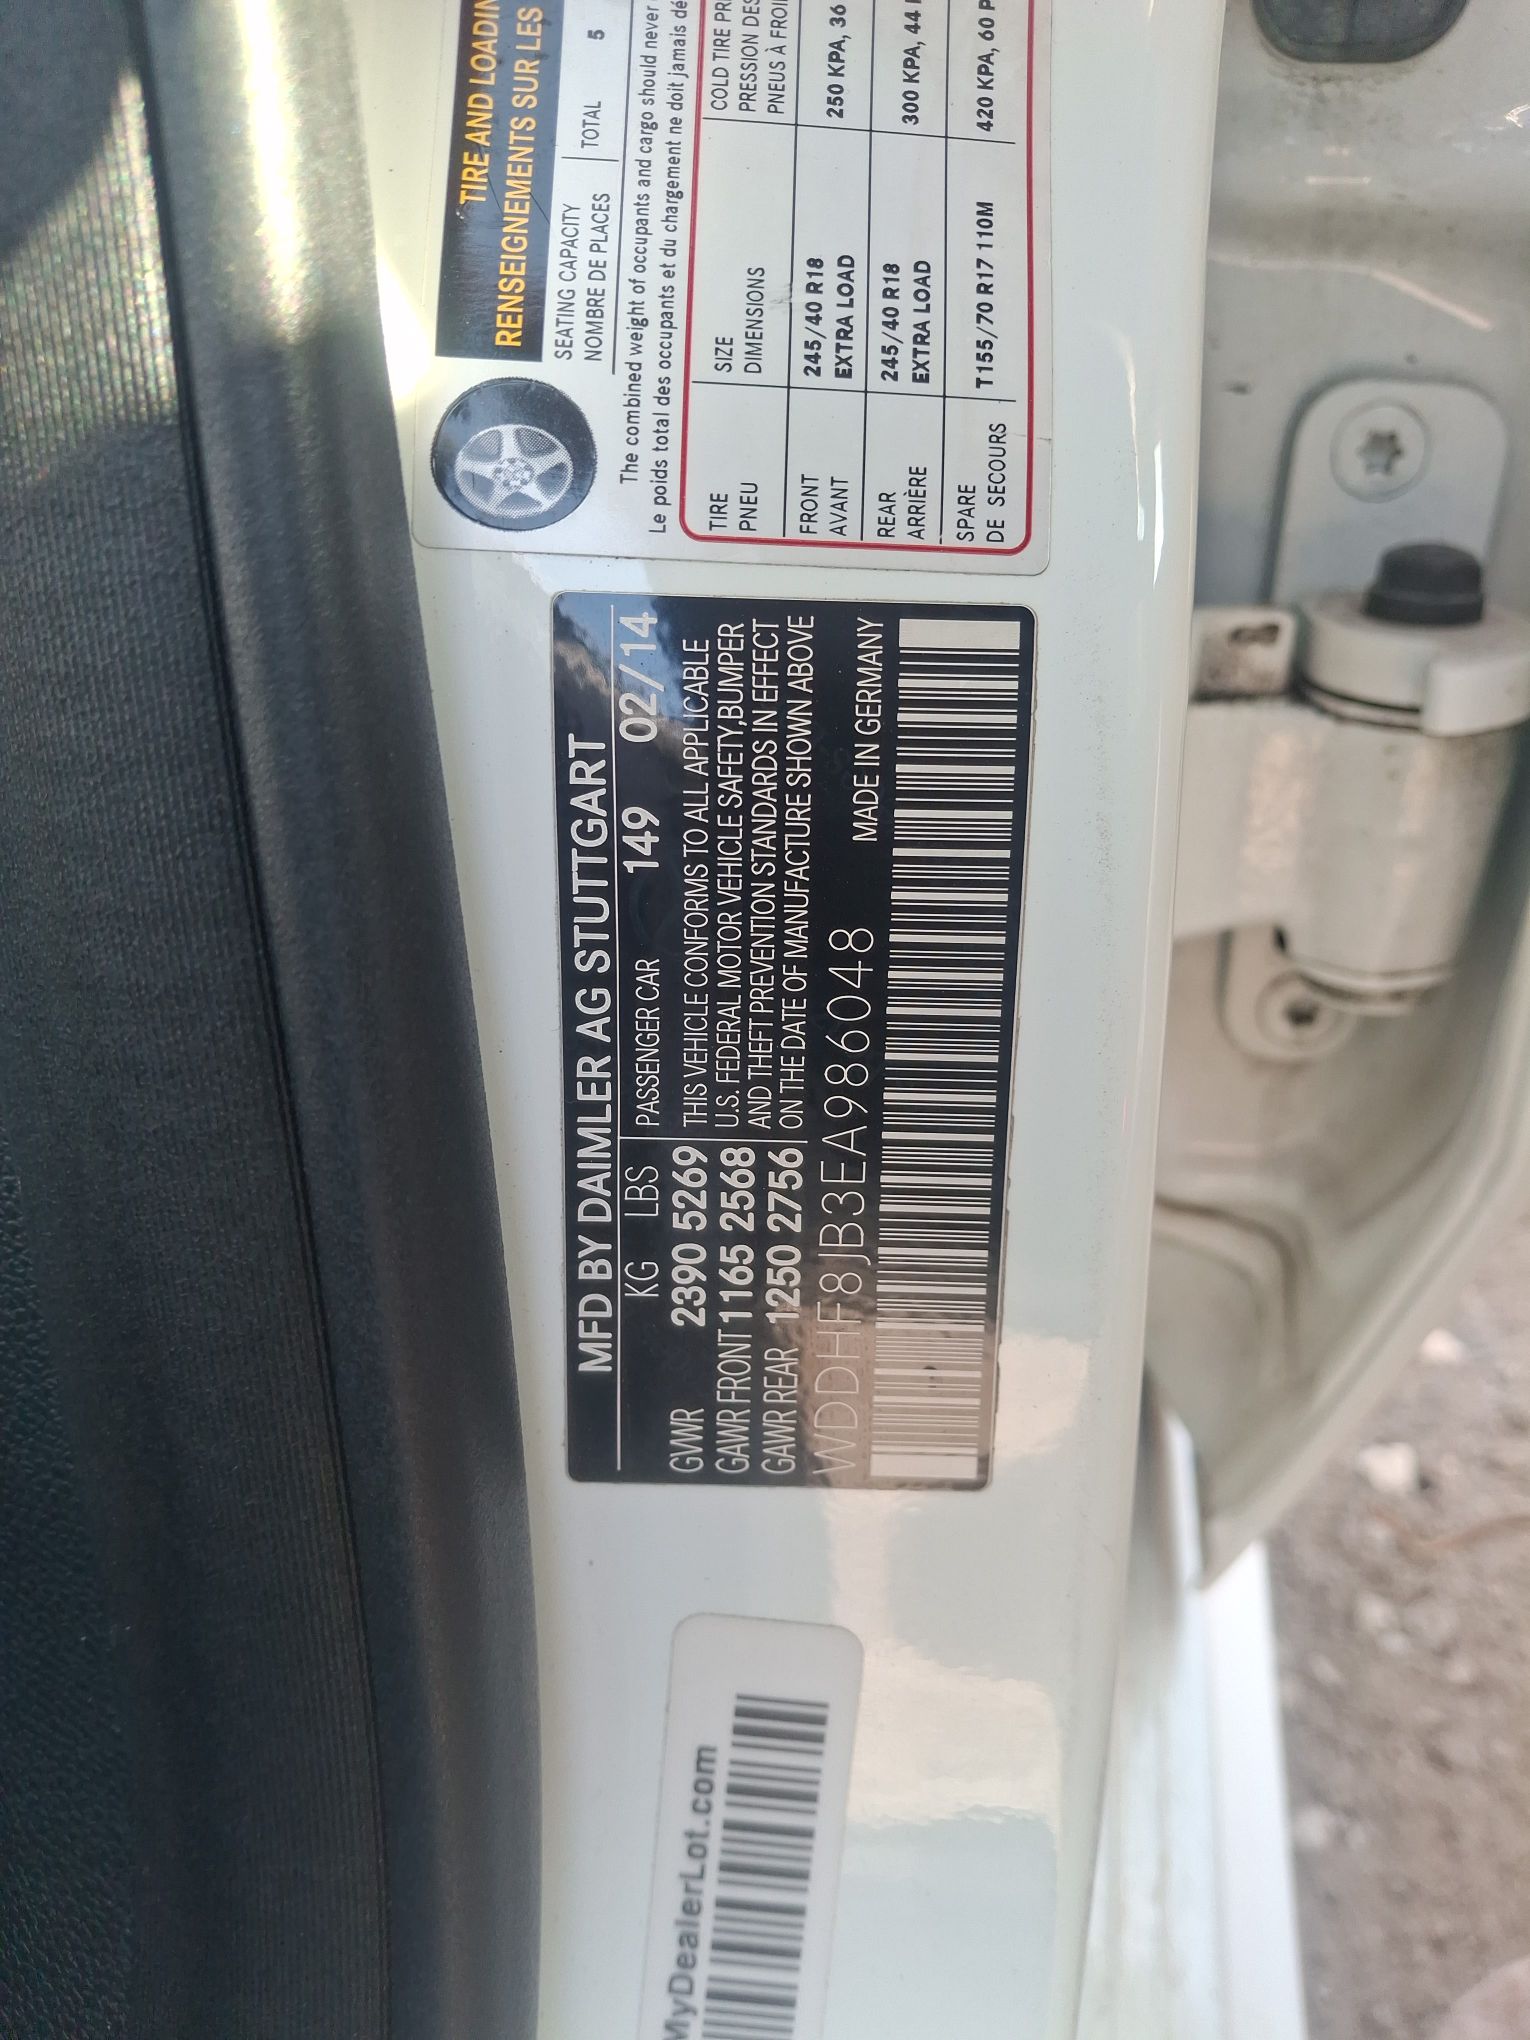 TIRE AND LOADIN
RENSEIGNEMENTS SUR LES
SEATING CAPACITY
NOMBRE DE PLACES
TOTAL 5
The combined weight of occupants and cargo should never
Le poids total des occupants et du chargement ne doit jamais dé
TIRE SIZE COLD TIRE PR
PNEU DIMENSIONS PRESSION DES
PNEUS À FROI
FRONT 245/40 R18 250 KPA, 36
AVANT EXTRA LOAD
REAR 245/40 R18 300 KPA, 44
ARRIÈRE EXTRA LOAD
SPARE T155/70 R17 110M 420 KPA, 60 P
DE SECOURS
MFD BY DAIMLER AG STUTTGART
KG LBS PASSENGER CAR 149 02/14
GVWR 2390 5269 THIS VEHICLE CONFORMS TO ALL APPLICABLE
GAWR FRONT 1165 2568 U.S. FEDERAL MOTOR VEHICLE SAFETY,BUMPER
GAWR REAR 1250 2756 AND THEFT PREVENTION STANDARDS IN EFFECT
ON THE DATE OF MANUFACTURE SHOWN ABOVE
WDDHF8JB3EA986048 MADE IN GERMANY
MyDealerLot.com